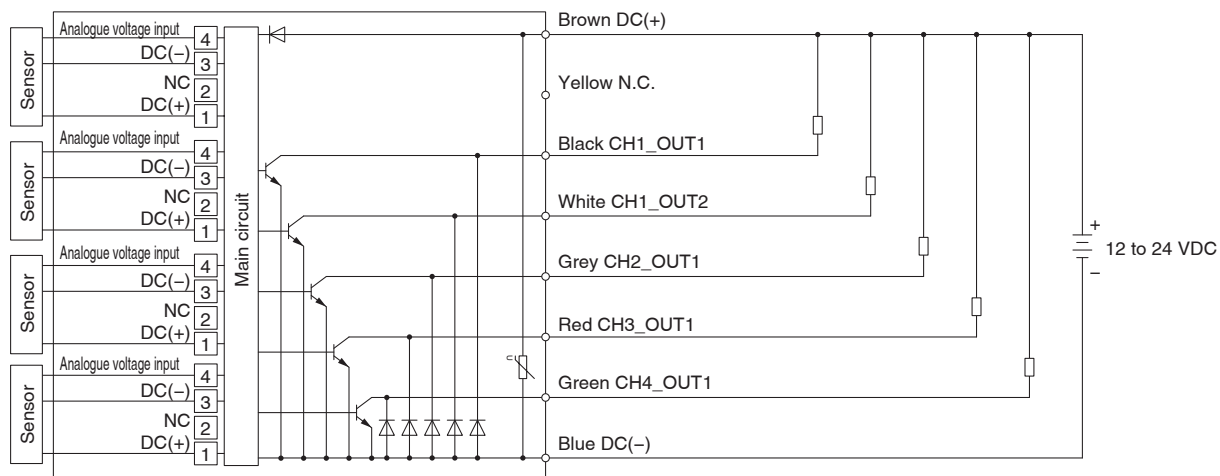 Brown DC(+)
Analogue voltage input 4
DC(−) 3
NC 2
DC(+) 1
Sensor
Yellow N.C.
Analogue voltage input 4
DC(−) 3
NC 2
DC(+) 1
Sensor
Black CH1_OUT1
White CH1_OUT2
Main circuit
+
12 to 24 VDC
−
Analogue voltage input 4
DC(−) 3
NC 2
DC(+) 1
Sensor
Grey CH2_OUT1
Red CH3_OUT1
Analogue voltage input 4
DC(−) 3
NC 2
DC(+) 1
Sensor
Green CH4_OUT1
Blue DC(−)